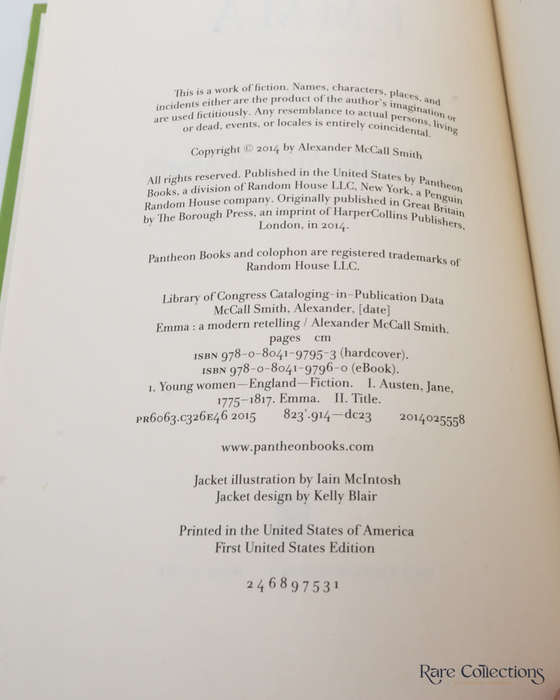 This is a work of fiction. Names, characters, places, and
incidents either are the product of the author's imagination or
are used fictitiously. Any resemblance to actual persons, living
or dead, events, or locales is entirely coincidental.
Copyright © 2014 by Alexander McCall Smith
All rights reserved. Published in the United States by Pantheon
Books, a division of Random House LLC, New York, a Penguin
Random House company. Originally published in Great Britain
by The Borough Press, an imprint of HarperCollins Publishers,
London, in 2014.
Pantheon Books and colophon are registered trademarks of
Random House LLC.
Library of Congress Cataloging-in-Publication Data
McCall Smith, Alexander, [date]
Emma : a modern retelling / Alexander McCall Smith.
pages cm
ISBN 978-0-8041-9795-3 (hardcover).
ISBN 978-0-8041-9796-0 (eBook).
1. Young women—England—Fiction. I. Austen, Jane,
1775–1817. Emma. II. Title.
PR6063.C326E46 2015 823'.914—dc23 2014025558
www.pantheonbooks.com
Jacket illustration by Iain McIntosh
Jacket design by Kelly Blair
Printed in the United States of America
First United States Edition
2 4 6 8 9 7 5 3 1
Rare Collections